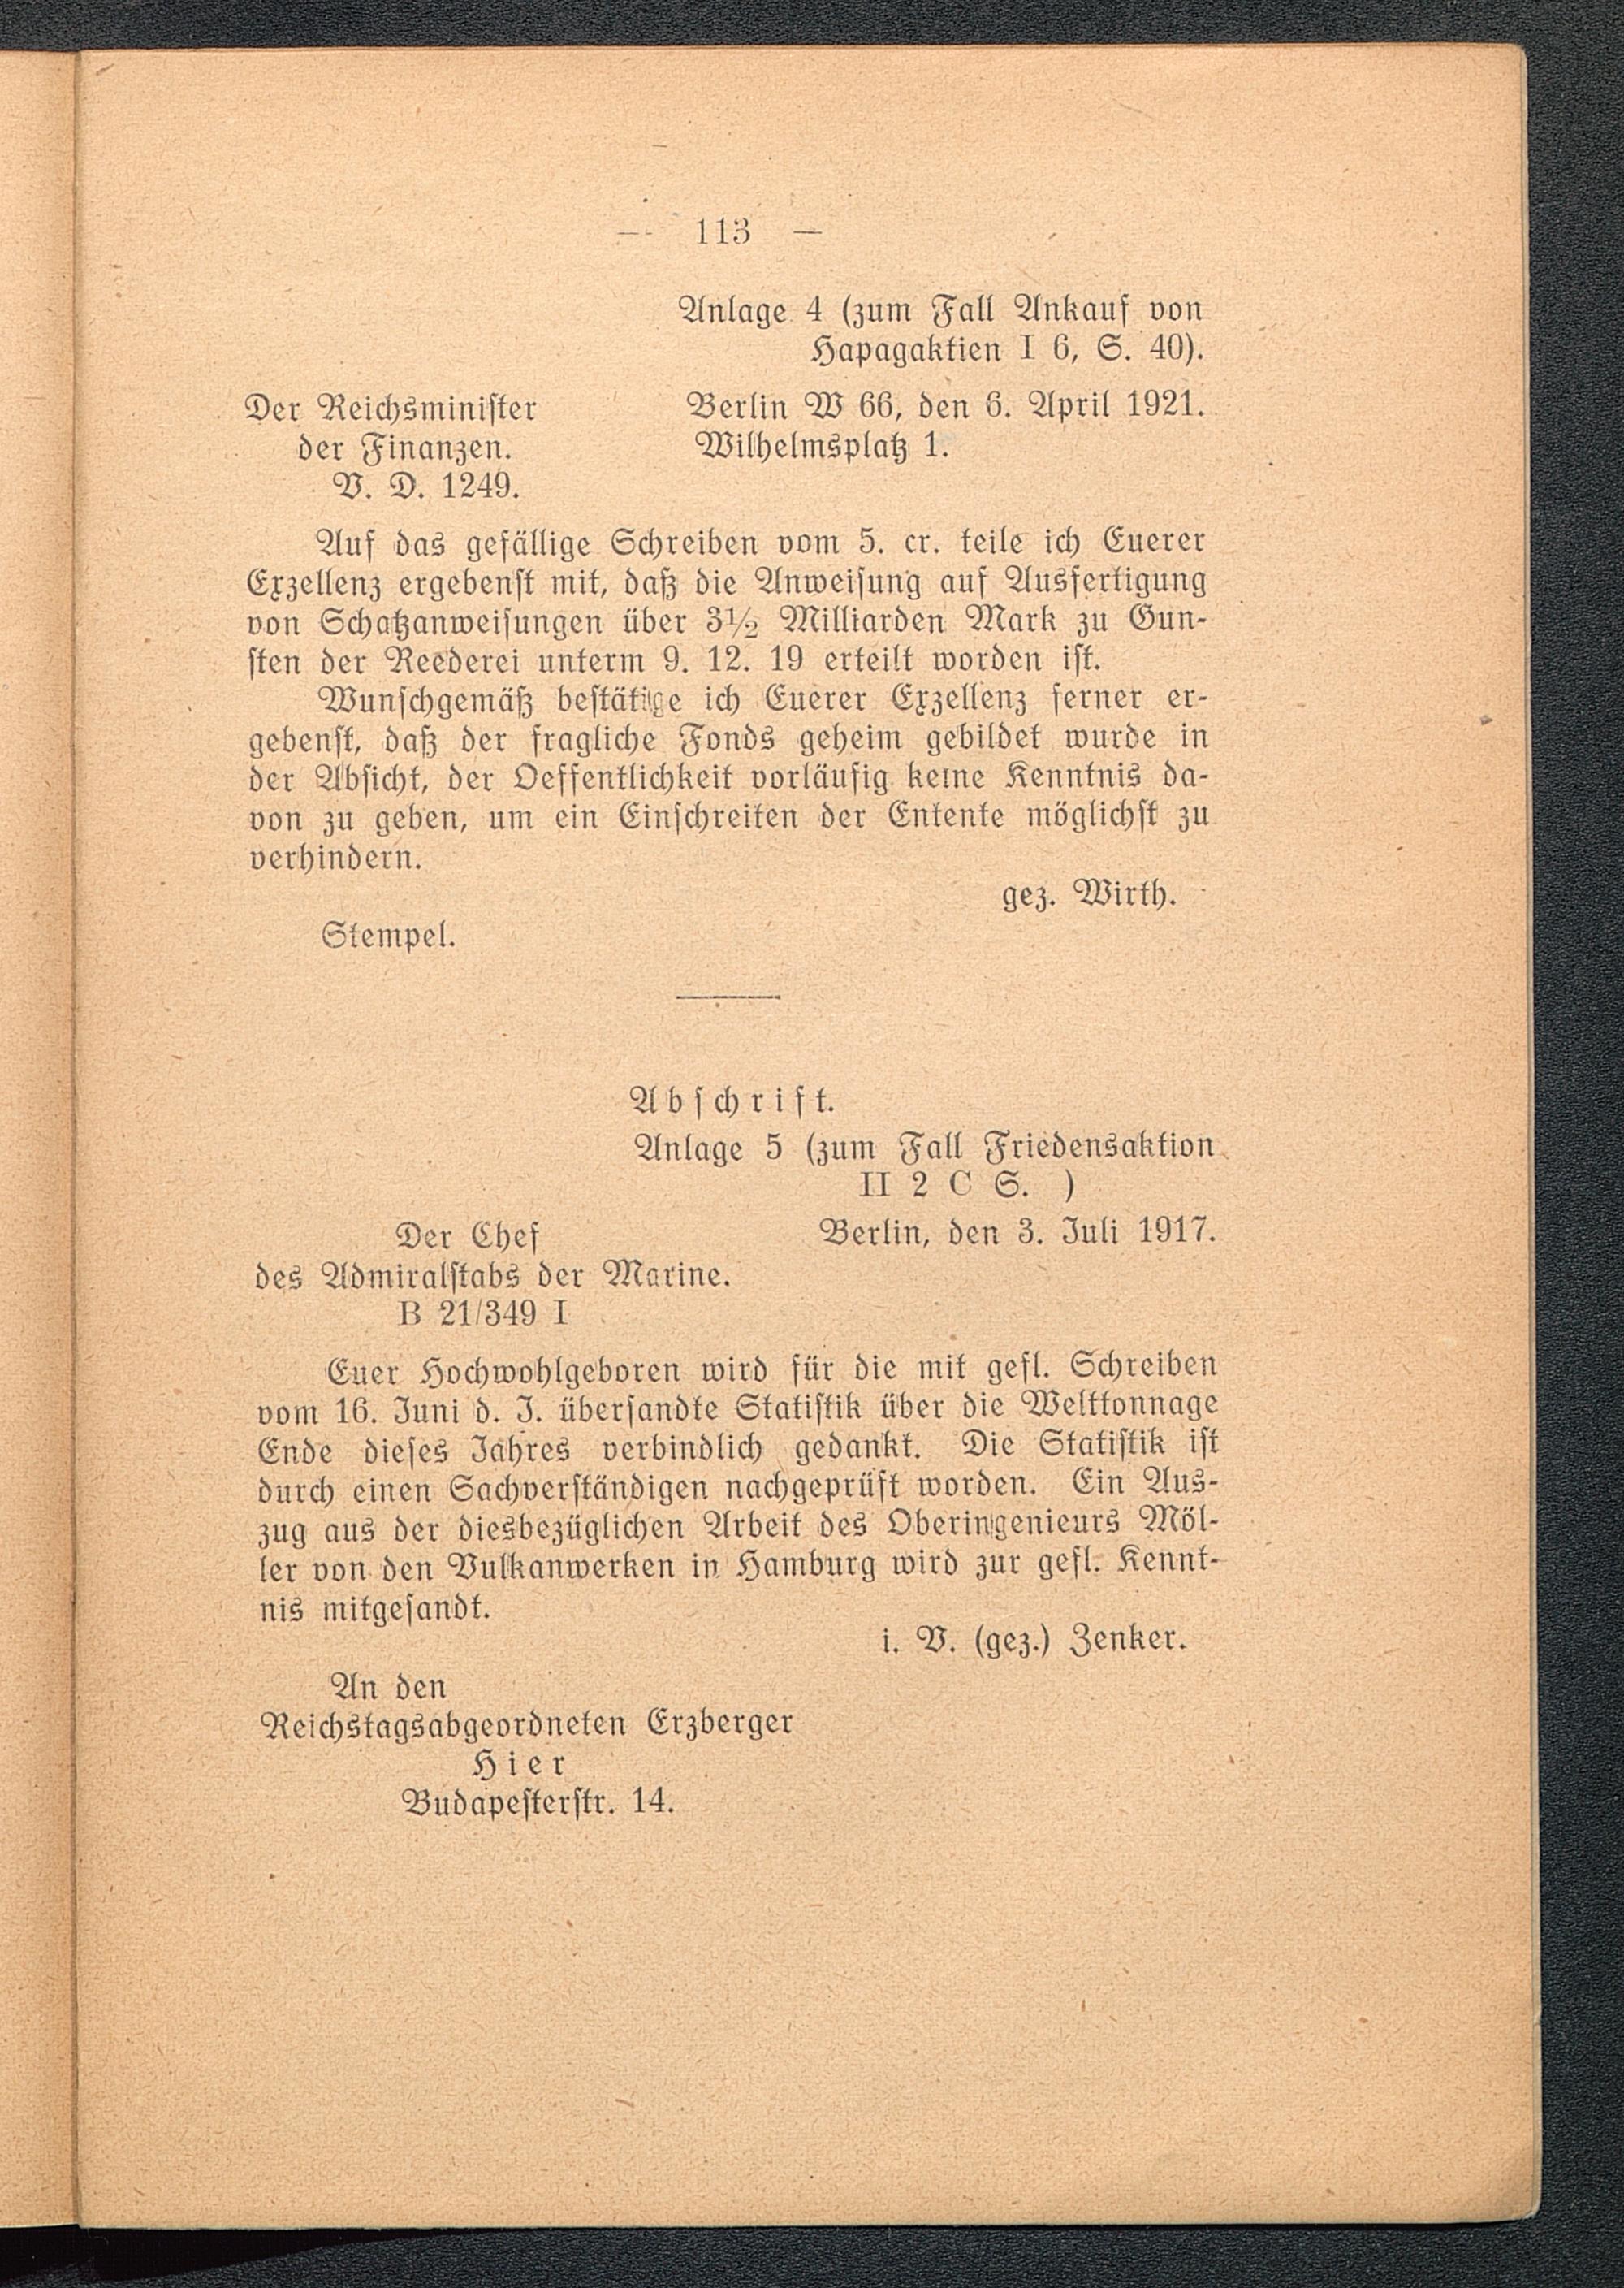 — 113 —
Anlage 4 (zum Fall Ankauf von
Hapagaktien I 6, S. 40).
Der Reichsminister
der Finanzen.
V. D. 1249.
Berlin W 66, den 6. April 1921.
Wilhelmsplatz 1.
Auf das gefällige Schreiben vom 5. cr. teile ich Euerer
Exzellenz ergebenst mit, daß die Anweisung auf Ausfertigung
von Schatzanweisungen über 3½ Milliarden Mark zu Gun-
sten der Reederei unterm 9. 12. 19 erteilt worden ist.
Wunschgemäß bestätige ich Euerer Exzellenz ferner er-
gebenst, daß der fragliche Fonds geheim gebildet wurde in
der Absicht, der Oeffentlichkeit vorläufig keine Kenntnis da-
von zu geben, um ein Einschreiten der Entente möglichst zu
verhindern.
gez. Wirth.
Stempel.
Abschrift.
Anlage 5 (zum Fall Friedensaktion
II 2 C S. )
Der Chef
des Admiralstabs der Marine.
B 21/349 I
Berlin, den 3. Juli 1917.
Euer Hochwohlgeboren wird für die mit gefl. Schreiben
vom 16. Juni d. J. übersandte Statistik über die Welttonnage
Ende dieses Jahres verbindlich gedankt. Die Statistik ist
durch einen Sachverständigen nachgeprüft worden. Ein Aus-
zug aus der diesbezüglichen Arbeit des Oberingenieurs Möl-
ler von den Vulkanwerken in Hamburg wird zur gefl. Kennt-
nis mitgesandt.
i. V. (gez.) Zenker.
An den
Reichstagsabgeordneten Erzberger
Hier
Budapesterstr. 14.